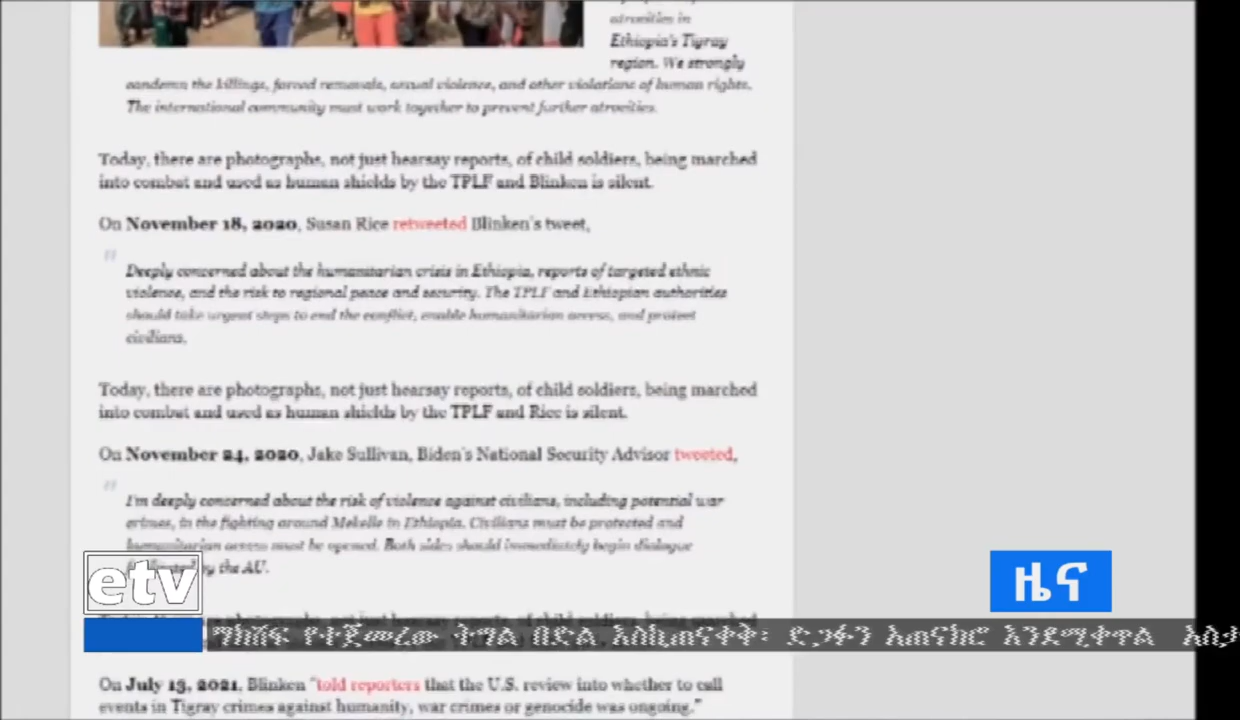 atrocities in
Ethiopia's Tigray
region. We strongly
condemn the killings, forced removals, sexual violence, and other violations of human rights.
The international community must work together to prevent further atrocities.
Today, there are photographs, not just hearsay reports, of child soldiers, being marched
into combat and used as human shields by the TPLF and Blinken is silent.
On November 18, 2020, Susan Rice retweeted Blinken's tweet,
"
Deeply concerned about the humanitarian crisis in Ethiopia, reports of targeted ethnic
violence, and the risk to regional peace and security. The TPLF and Ethiopian authorities
should take urgent steps to end the conflict, enable humanitarian access, and protect
civilians.
Today, there are photographs, not just hearsay reports, of child soldiers, being marched
into combat and used as human shields by the TPLF and Rice is silent.
On November 24, 2020, Jake Sullivan, Biden's National Security Advisor tweeted,
"
I'm deeply concerned about the risk of violence against civilians, including potential war
crimes, in the fighting around Mekelle in Ethiopia. Civilians must be protected and
humanitarian access must be opened. Both sides should immediately begin dialogue
by the AU.
etv
ዜና
ግክሸፍ የተጀመረው ትግል በድል እስኪጠናቀቅ፡ ድጋፉን አጠናክሮ እንደሚቀጥል
On July 13, 2021, Blinken "told reporters that the U.S. review into whether to call
events in Tigray crimes against humanity, war crimes or genocide was ongoing."